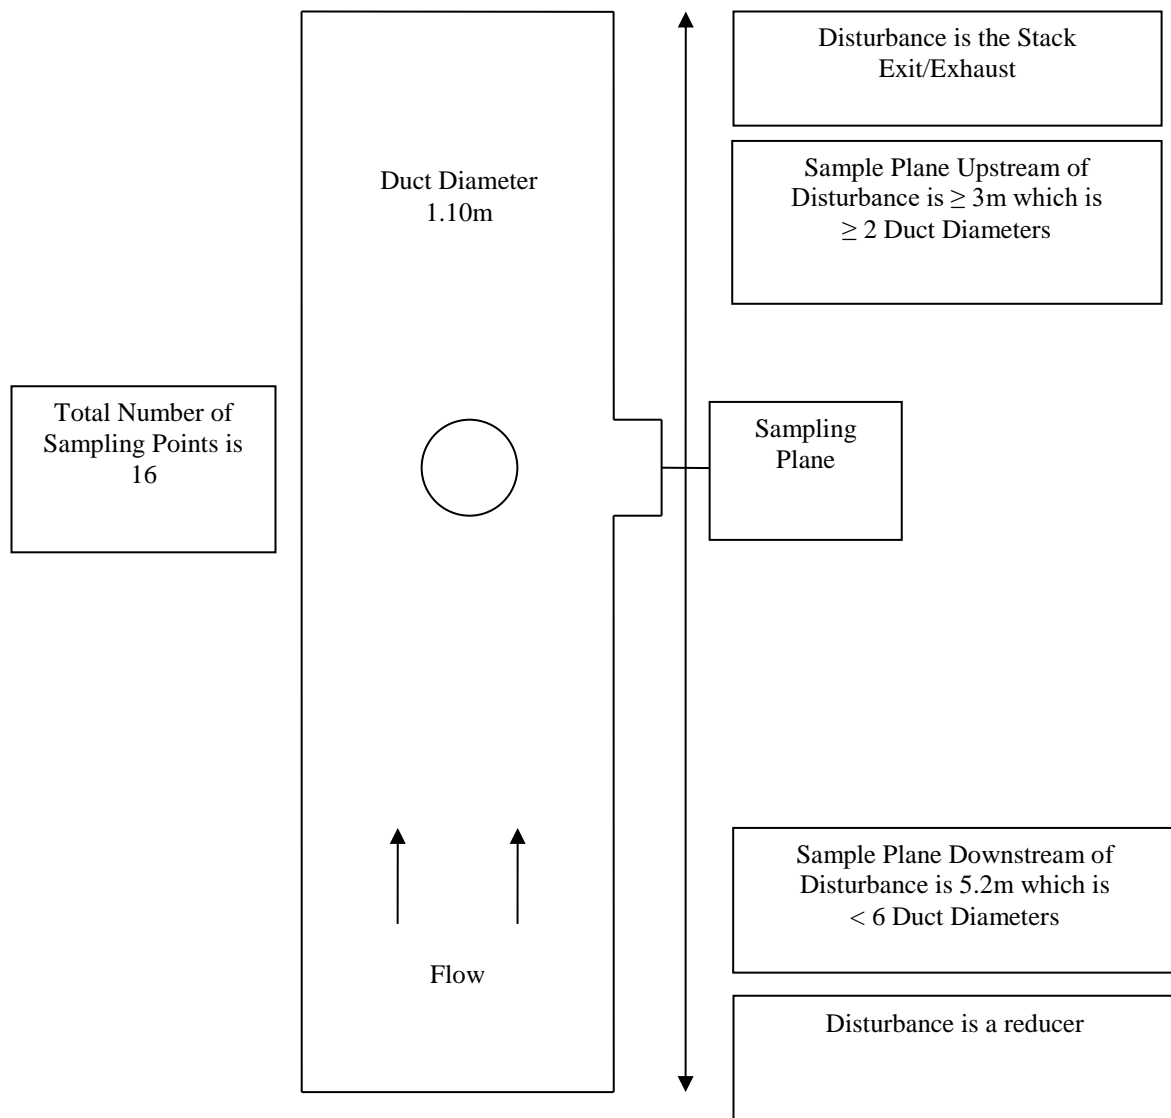 Disturbance is the Stack
Exit/Exhaust
Sample Plane Upstream of
Disturbance is ≥ 3m which is
≥ 2 Duct Diameters
Duct Diameter
1.10m
Total Number of
Sampling Points is
16
Sampling
Plane
Sample Plane Downstream of
Disturbance is 5.2m which is
< 6 Duct Diameters
Flow
Disturbance is a reducer